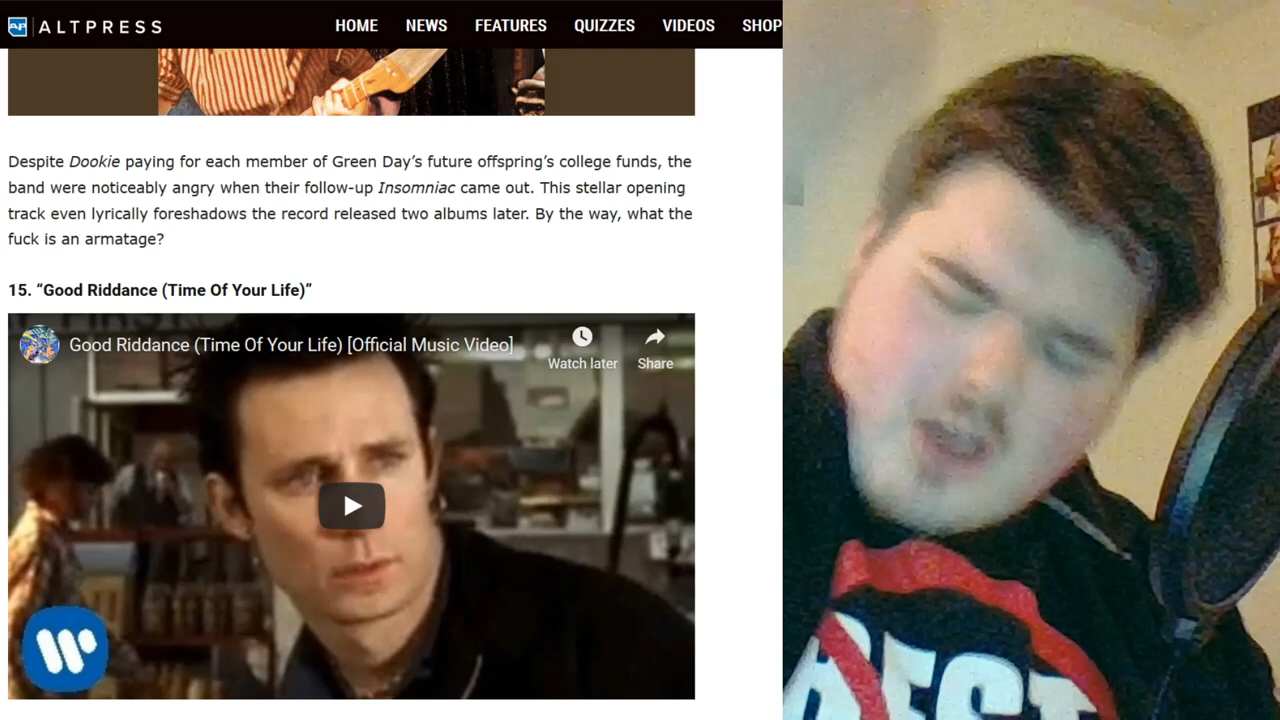 AP ALTPRESS HOME NEWS FEATURES QUIZZES VIDEOS SHOP
Despite Dookie paying for each member of Green Day’s future offspring’s college funds, the
band were noticeably angry when their follow-up Insomniac came out. This stellar opening
track even lyrically foreshadows the record released two albums later. By the way, what the
fuck is an armatage?
15. “Good Riddance (Time Of Your Life)”
Good Riddance (Time Of Your Life) [Official Music Video]
Watch later
Share